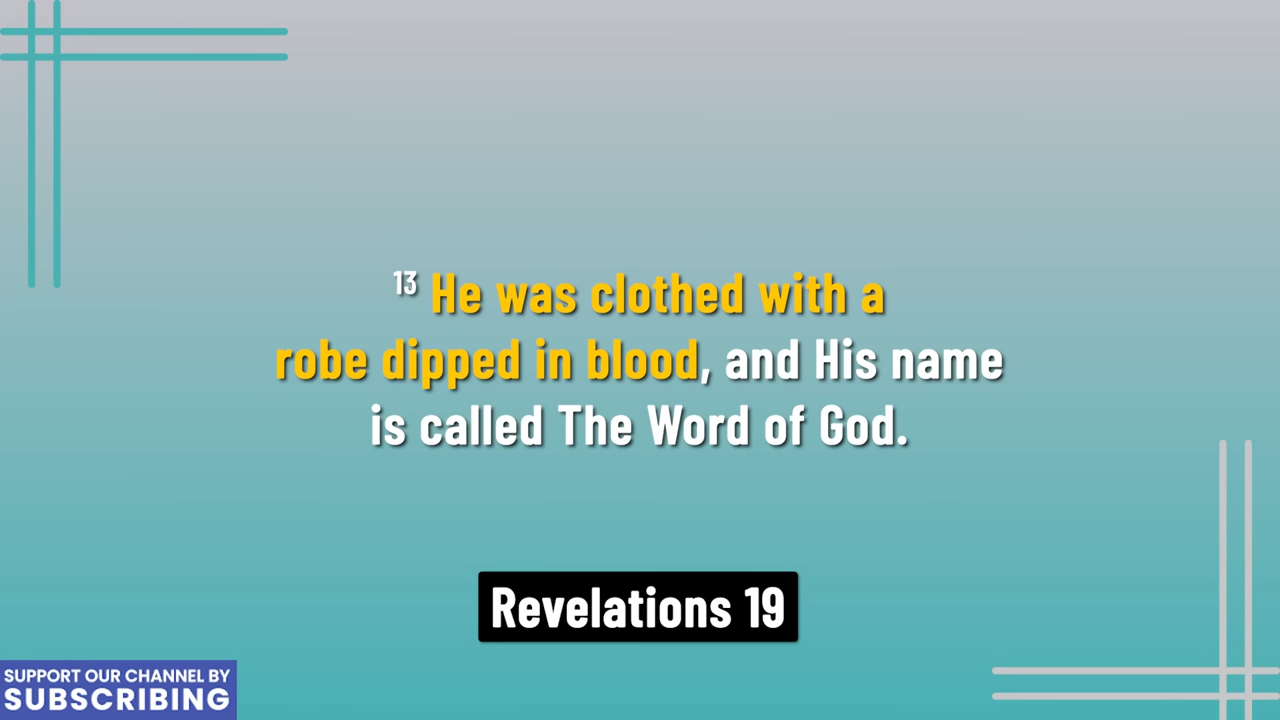 13 He was clothed with a
robe dipped in blood, and His name
is called The Word of God.
Revelations 19
SUPPORT OUR CHANNEL BY
SUBSCRIBING